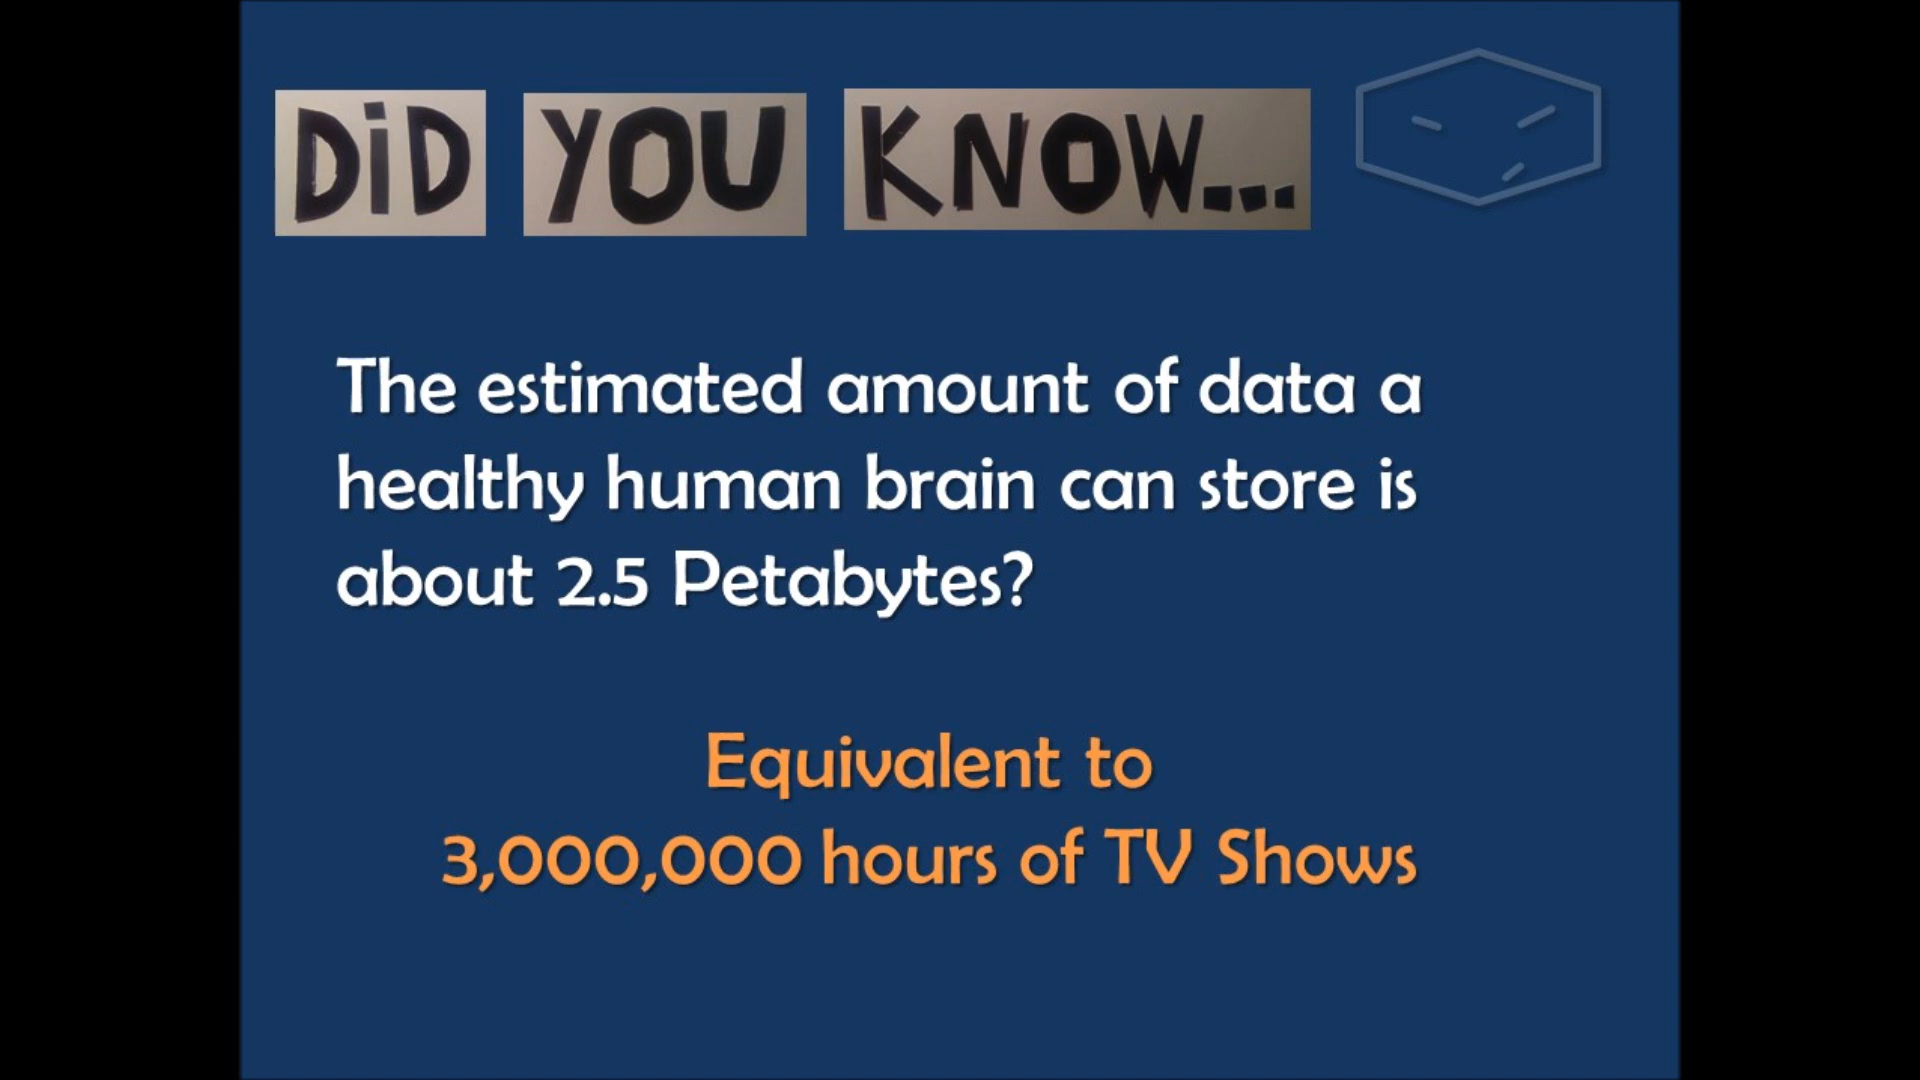 DiD YOU KNOW...
The estimated amount of data a
healthy human brain can store is
about 2.5 Petabytes?
Equivalent to
3,000,000 hours of TV Shows